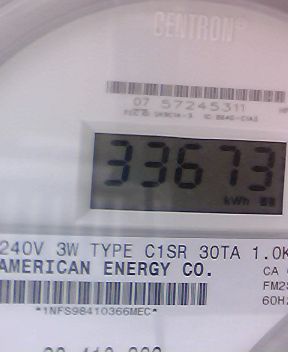 CENTRON®
07 57245311
33673
kWh
240V 3W TYPE C1SR 30TA 1.0K
AMERICAN ENERGY CO.
CA
FM2S
60H
*1NFS98410366MEC*